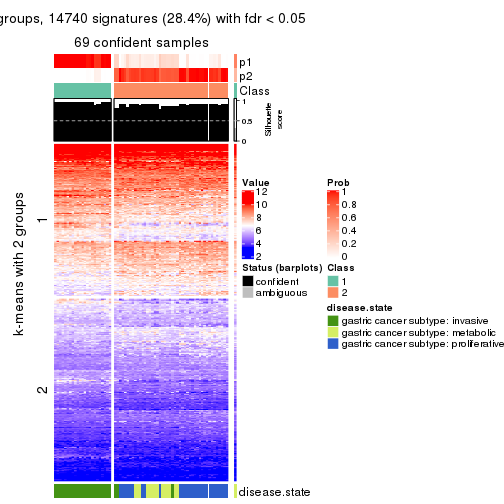 groups, 14740 signatures (28.4%) with fdr < 0.05
69 confident samples
p1
p2
Class
1
0.5
0
Silhouette
score
k-means with 2 groups
1
2
Value
12
10
8
6
4
2
Prob
1
0.8
0.6
0.4
0.2
0
Status (barplots)
confident
ambiguous
Class
1
2
disease.state
gastric cancer subtype: invasive
gastric cancer subtype: metabolic
gastric cancer subtype: proliferative
disease.state